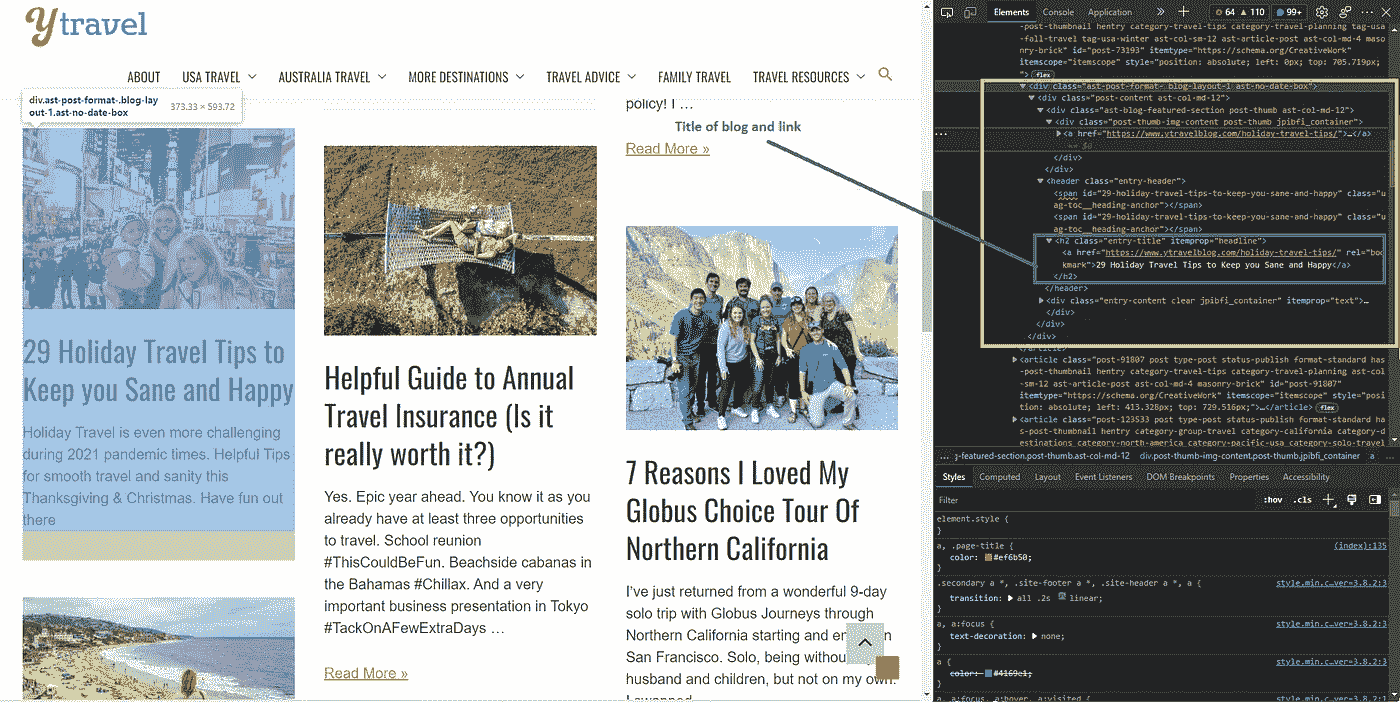 ytravel
ABOUT USA TRAVEL AUSTRALIA TRAVEL MORE DESTINATIONS TRAVEL ADVICE FAMILY TRAVEL TRAVEL RESOURCES
div.ast-post-format-.blog-lay
out-1.ast-no-date-box
373.33 × 593.72
29 Holiday Travel Tips to
Keep you Sane and Happy
Holiday Travel is even more challenging
during 2021 pandemic times. Helpful Tips
for smooth travel and sanity this
Thanksgiving & Christmas. Have fun out
there
Helpful Guide to Annual
Travel Insurance (Is it
really worth it?)
Yes. Epic year ahead. You know it as you
already have at least three opportunities
to travel. School reunion
#ThisCouldBeFun. Beachside cabanas in
the Bahamas #Chillax. And a very
important business presentation in Tokyo
#TackOnAFewExtraDays …
Read More »
policy! I …
Title of blog and link
Read More »
7 Reasons I Loved My
Globus Choice Tour Of
Northern California
I've just returned from a wonderful 9-day
solo trip with Globus Journeys through
Northern California starting and en n
San Francisco. Solo, being withou
husband and children, but not on my own.
Elements Console Application » 64 110 99+
-post-thumbnail hentry category-travel-tips category-travel-planning tag-usa
-fall-travel tag-usa-winter ast-col-sm-12 ast-article-post ast-col-md-4 maso
nry-brick" id="post-73193" itemtype="https://schema.org/CreativeWork"
itemscope="itemscope" style="position: absolute; left: 0px; top: 705.719px;
"> flex
<div class="ast-post-format- blog-layout-1 ast-no-date-box">
<div class="post-content ast-col-md-12">
<div class="ast-blog-featured-section post-thumb ast-col-md-12">
<div class="post-thumb-img-content post-thumb jpibfi_container">
<a href="https://www.ytravelblog.com/holiday-travel-tips/">…</a>
== $0
</div>
</div>
<header class="entry-header">
<span id="29-holiday-travel-tips-to-keep-you-sane-and-happy" class="u
ag-toc__heading-anchor"></span>
<span id="29-holiday-travel-tips-to-keep-you-sane-and-happy" class="u
ag-toc__heading-anchor"></span>
<h2 class="entry-title" itemprop="headline">
<a href="https://www.ytravelblog.com/holiday-travel-tips/" rel="boo
kmark">29 Holiday Travel Tips to Keep you Sane and Happy</a>
</h2>
</header>
<div class="entry-content clear jpibfi_container" itemprop="text">…
</div>
</div>
</div>
</article>
<article class="post-91807 post type-post status-publish format-standard has
-post-thumbnail hentry category-travel-tips category-travel-planning ast-col
-sm-12 ast-article-post ast-col-md-4 masonry-brick" id="post-91807"
itemtype="https://schema.org/CreativeWork" itemscope="itemscope" style="posi
tion: absolute; left: 413.328px; top: 729.516px;">…</article> flex
<article class="post-123533 post type-post status-publish format-standard ha
s-post-thumbnail hentry category-group-travel category-california category-d
estinations category-north-america category-pacific-usa category-solo-travel
… -featured-section.post-thumb.ast-col-md-12 div.post-thumb-img-content.post-thumb.jpibfi_container a …
Styles Computed Layout Event Listeners DOM Breakpoints Properties Accessibility
Filter :hov .cls
element.style {
}
a, .page-title { (index):135
color: #ef6b50;
}
.secondary a *, .site-footer a *, .site-header a *, a { style.min.c…ver=3.8.2:3
transition: all .2s linear;
}
a, a:focus { style.min.c…ver=3.8.2:3
text-decoration: none;
}
a { style.min.c…ver=3.8.2:3
color: #4169e1;
}
a, a:focus, a:hover, a:visited { style.min.c…ver=3.8.2:1